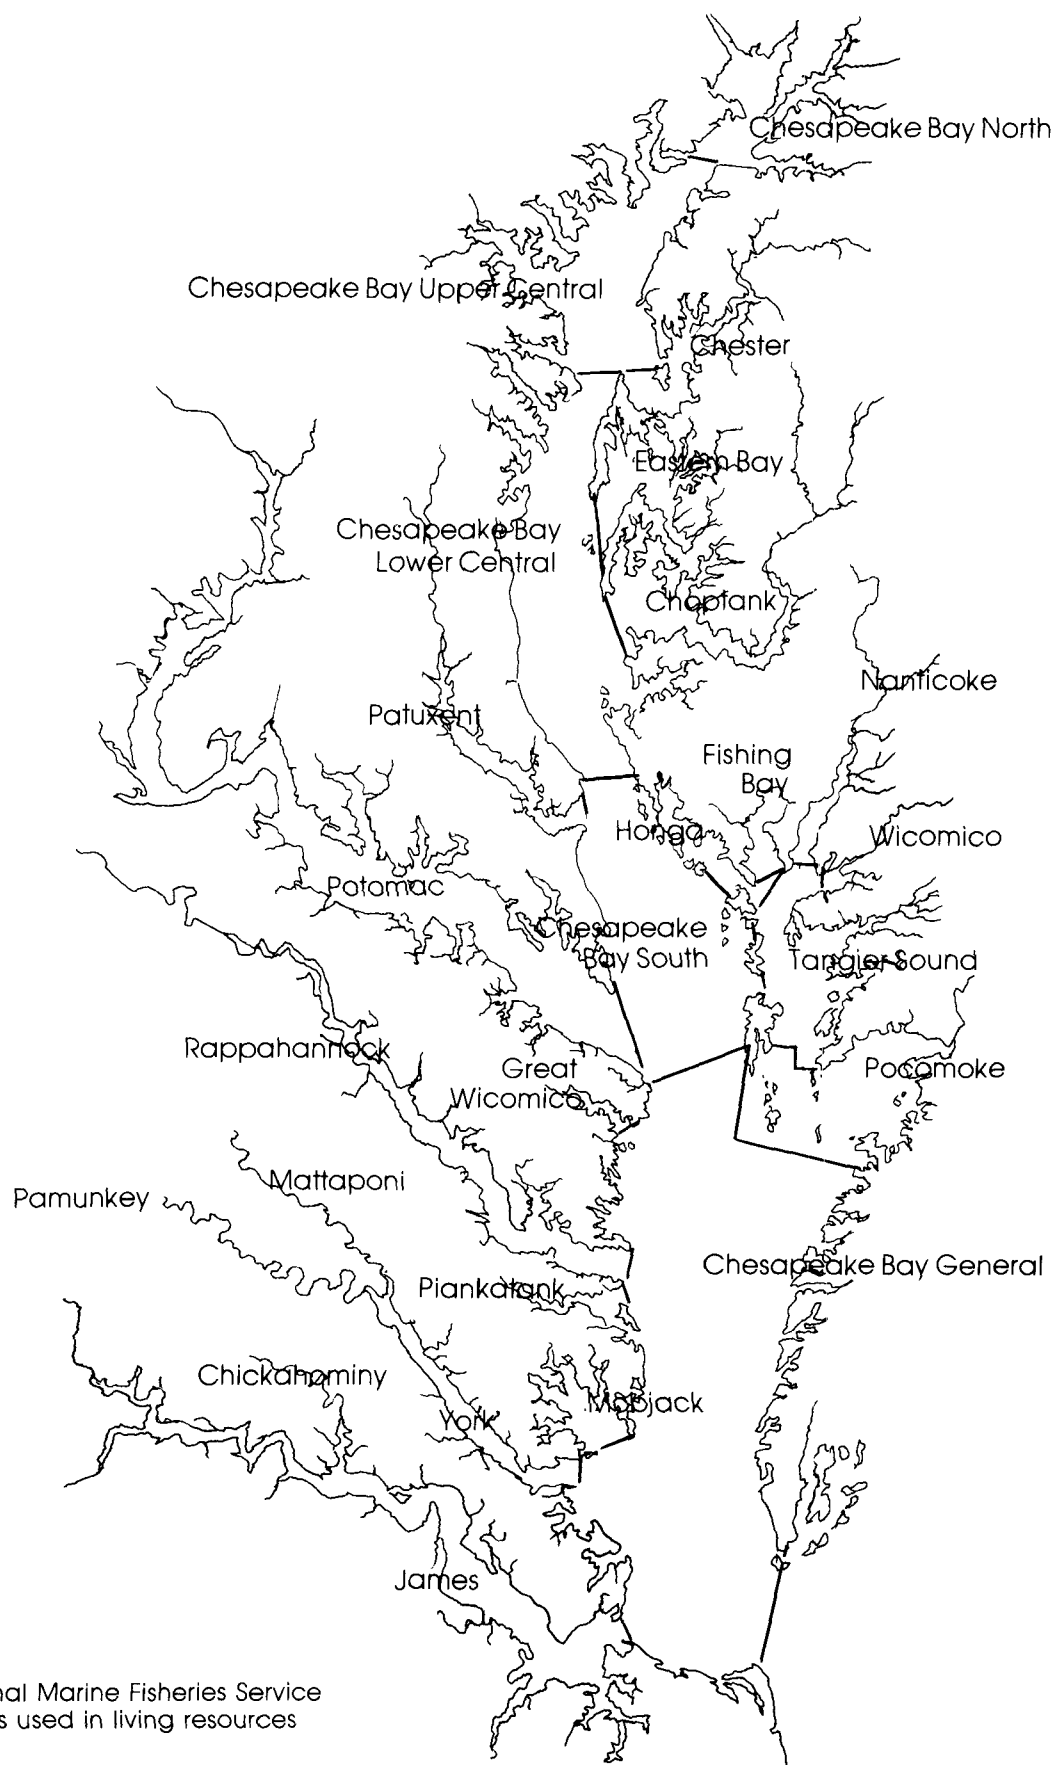 Chesapeake Bay North
Chesapeake Bay Upper Central
Chester
Eastern Bay
Chesapeake Bay
Lower Central
Choptank
Nanticoke
Patuxent
Fishing
Bay
Honga
Wicomico
Potomac
Chesapeake
Bay South
Tangier Sound
Rappahannock
Great
Wicomico
Pocomoke
Mattaponi
Pamunkey
Chesapeake Bay General
Piankatank
Chickahominy
Mobjack
York
James
nal Marine Fisheries Service
s used in living resources